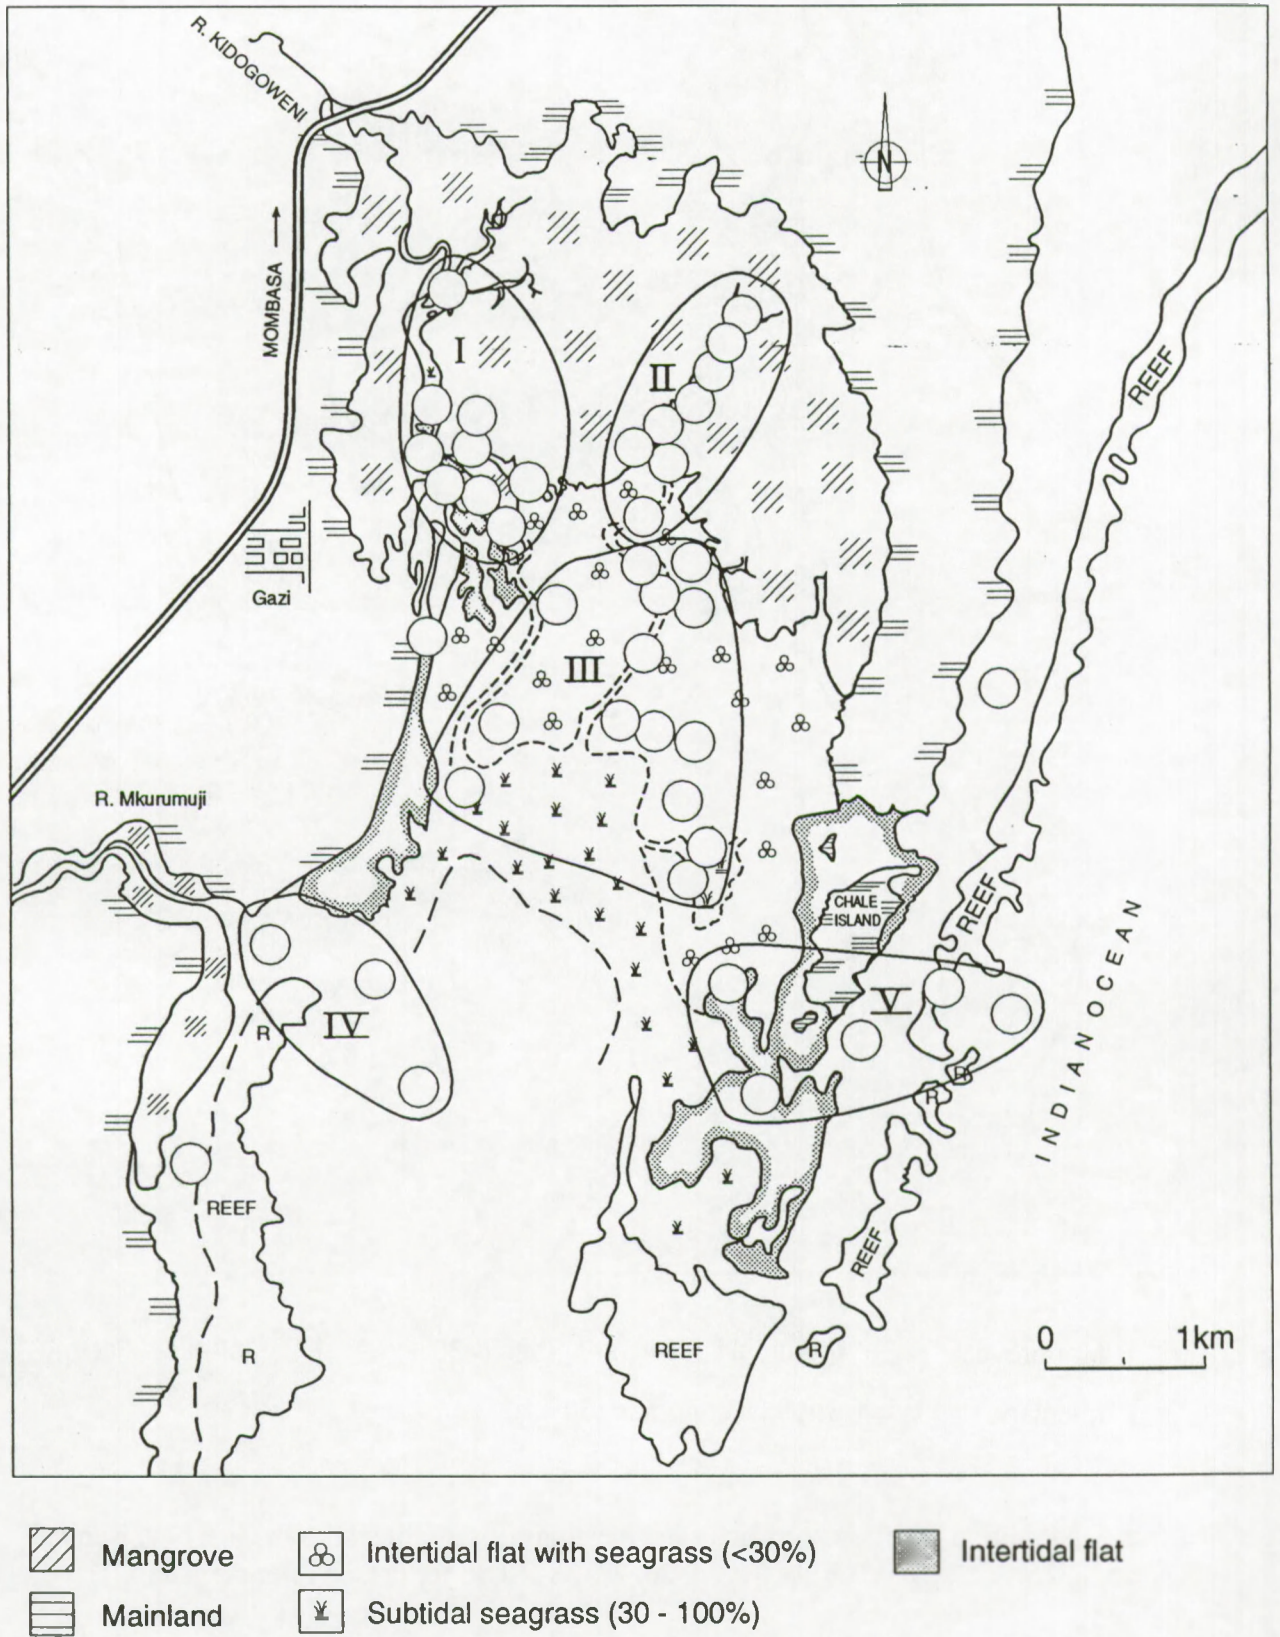 R. KIDOGOWENI
N
MOMBASA
REEF
I
II
Gazi
III
R. Mkurumuji
REEF
CHALE
ISLAND
INDIAN OCEAN
V
IV
R
R
R
REEF
REEF
0 1km
REEF
R
R
Mangrove
Intertidal flat with seagrass (<30%)
Intertidal flat
Mainland
Subtidal seagrass (30 - 100%)